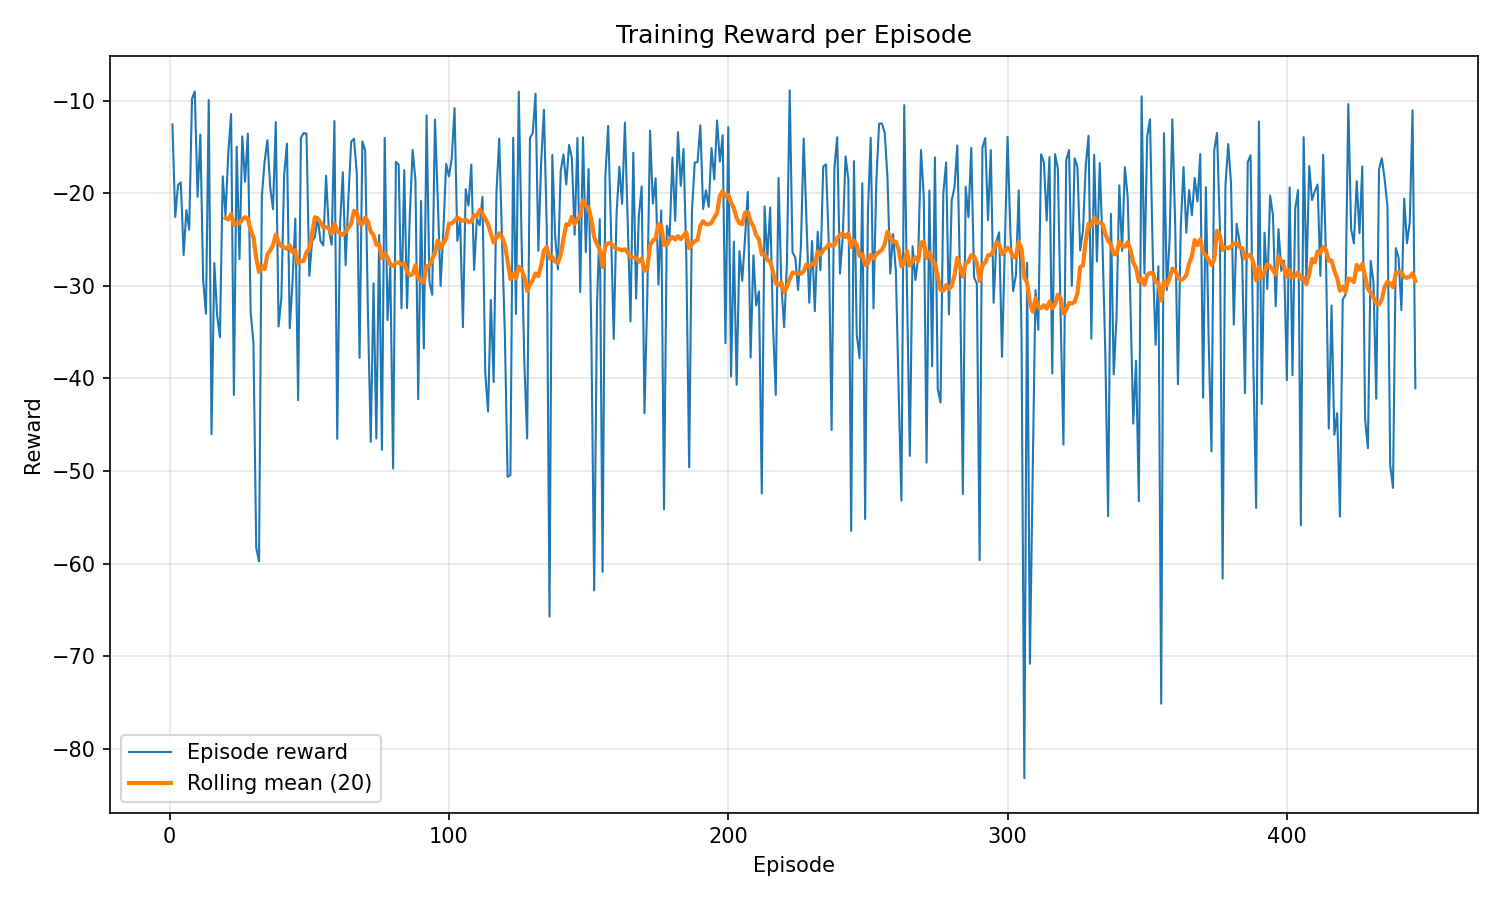 Training Reward per Episode
Reward
−10
−20
−30
−40
−50
−60
−70
−80
Episode reward
Rolling mean (20)
0
100
200
300
400
Episode